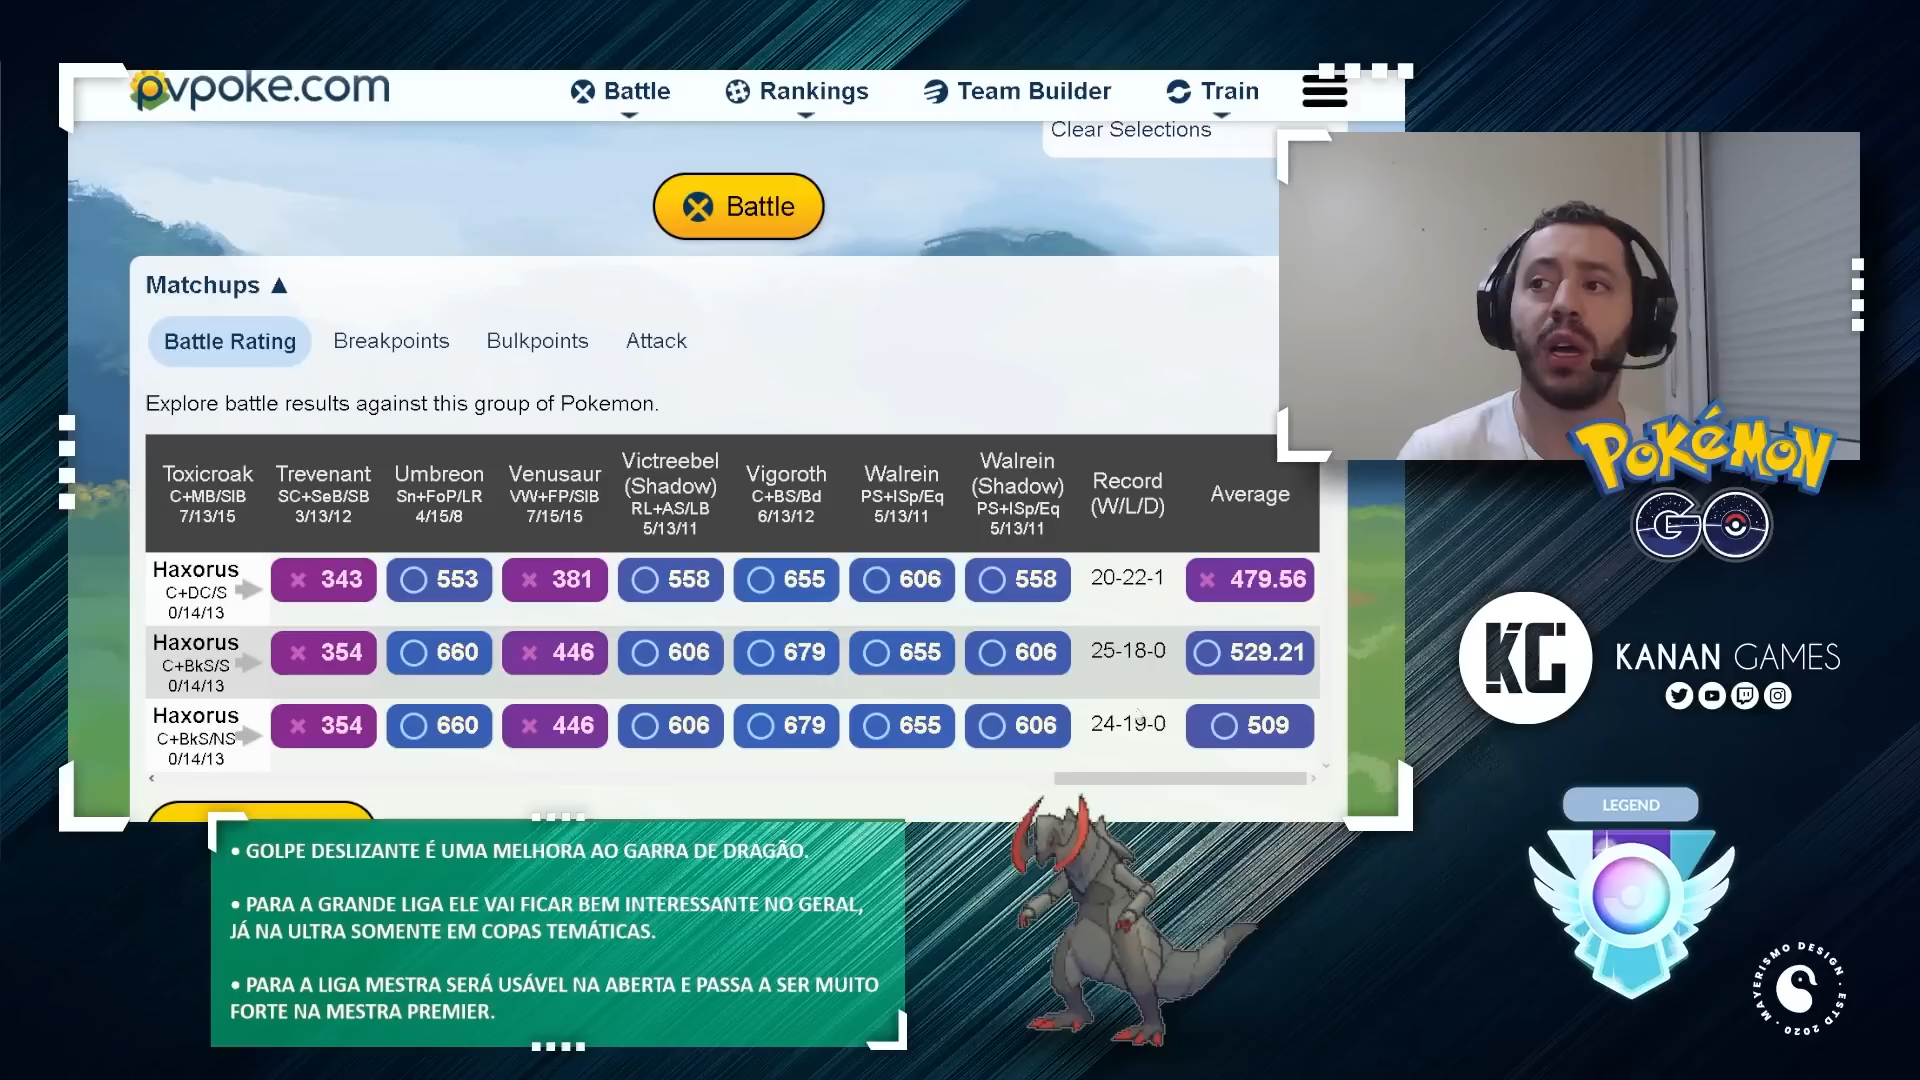 pvpoke.com
Battle
Rankings
Team Builder
Train
Clear Selections
Battle
Matchups ▲
Battle Rating
Breakpoints
Bulkpoints
Attack
Explore battle results against this group of Pokemon.
Toxicroak C+MB/SlB 7/13/15
Trevenant SC+SeB/SB 3/13/12
Umbreon Sn+FoP/LR 4/15/8
Venusaur VW+FP/SlB 7/15/15
Victreebel (Shadow) RL+AS/LB 5/13/11
Vigoroth C+BS/Bd 6/13/12
Walrein PS+ISp/Eq 5/13/11
Walrein (Shadow) PS+ISp/Eq 5/13/11
Record (W/L/D)
Average
Haxorus C+DC/S 0/14/13 343 553 381 558 655 606 558 20-22-1 479.56
Haxorus C+BkS/S 0/14/13 354 660 446 606 679 655 606 25-18-0 529.21
Haxorus C+BkS/NS 0/14/13 354 660 446 606 679 655 606 24-19-0 509
• GOLPE DESLIZANTE É UMA MELHORA AO GARRA DE DRAGÃO.
• PARA A GRANDE LIGA ELE VAI FICAR BEM INTERESSANTE NO GERAL,
JÁ NA ULTRA SOMENTE EM COPAS TEMÁTICAS.
• PARA A LIGA MESTRA SERÁ USÁVEL NA ABERTA E PASSA A SER MUITO
FORTE NA MESTRA PREMIER.
POKéMON
GO
KG
KANAN GAMES
LEGEND
MAYERISMO DESIGN · ESTD 2020